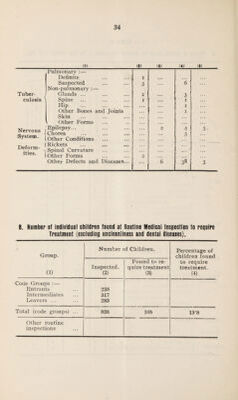 34
(1) (2) (3) (4) (5)
Pulmonary :—
Definite ... ... 1 ... ... ...
Suspected ... ... 3 ... 6 ...
Non-pulmonary :—
Tuber-culosis
Glands ... ... 2 ... 3 ...
Spine ... ... 1 ... 1 ...
Hip ... ... ... ... 1 ...
Other Bones and Joints ... ... 1 ...
Skin ... ... ... ... ... ...
Other Forms ... ... ... ... ...
Nervous System.
Epilepsy... ... ... ... 2 3.
Chorea ... ... ... ... 5 ...
Other Conditions ... ... ... ... ...
Deform-ities.
Rickets ... ... ... ... ... ...
Spinal Curvature ... ... ... ... ...
Other Forms ... ... 2 ... ... ...
Other Defects and Diseases... ... 6 38 3
B. Number of individual children found at Routine Medical Inspection to require
Treatment (excluding uncleanliness and dental diseases).
Group. (1)
Number of Children.
Inspected. (2)
Found to re-quire treatment (3)
Percentage of children found to require treatment. (4)
Code Groups :—
Entrants ... 238
Intermediates ... 317
Leavers ... ... 283
Total (code groups) ... 838
Other routine
inspections ...